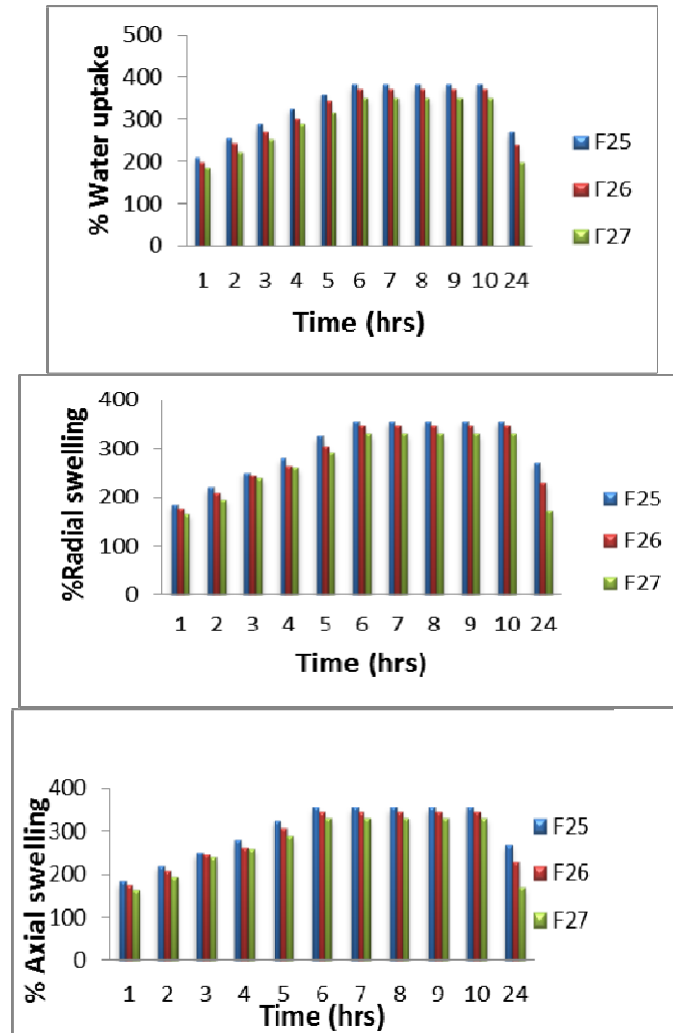 % Water uptake
500
400
300
200
100
0
1 2 3 4 5 6 7 8 9 10 24
Time (hrs)
F25
Γ26
Γ27
%Radial swelling
400
300
200
100
0
1 2 3 4 5 6 7 8 9 10 24
Time (hrs)
F25
F26
F27
% Axial swelling
400
300
200
100
0
1 2 3 4 5 6 7 8 9 10 24
Time (hrs)
F25
F26
F27